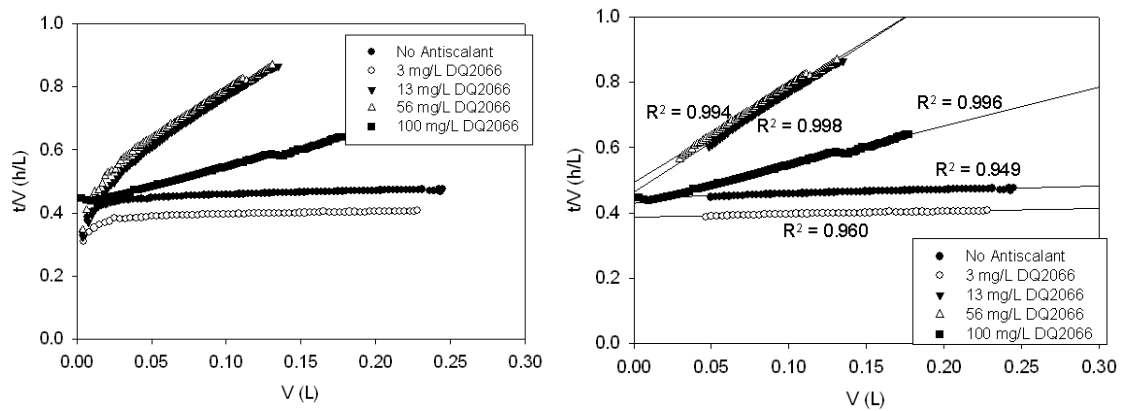 1.0
0.8
0.6
0.4
0.2
0.0
t/V (h/L)
No Antiscalant
3 mg/L DQ2066
13 mg/L DQ2066
56 mg/L DQ2066
100 mg/L DQ2066
0.00 0.05 0.10 0.15 0.20 0.25 0.30
V (L)
1.0
0.8
0.6
0.4
0.2
0.0
t/V (h/L)
R² = 0.994
R² = 0.998
R² = 0.996
R² = 0.949
R² = 0.960
No Antiscalant
3 mg/L DQ2066
13 mg/L DQ2066
56 mg/L DQ2066
100 mg/L DQ2066
0.00 0.05 0.10 0.15 0.20 0.25 0.30
V (L)